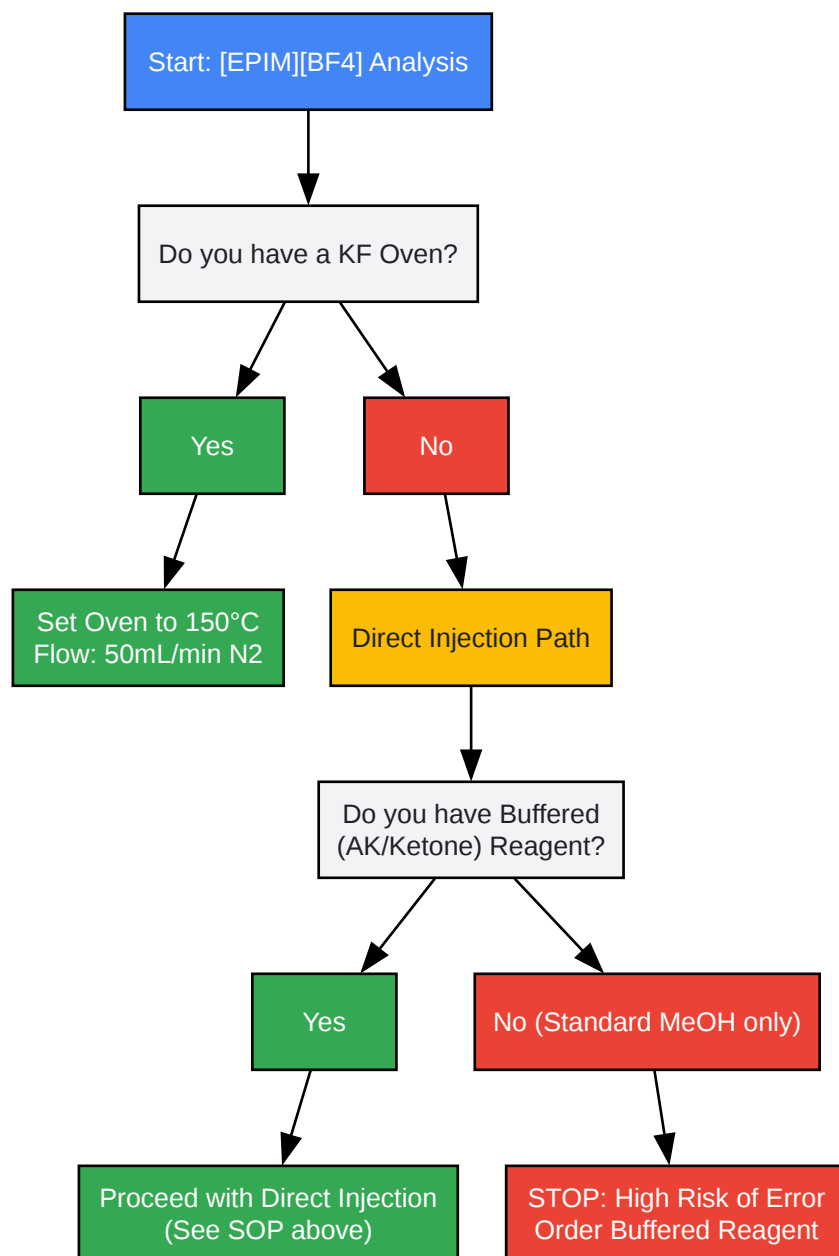 Start: [EPIM][BF4] Analysis
Do you have a KF Oven?
Yes
No
Set Oven to 150°C
Flow: 50mL/min N2
Direct Injection Path
Do you have Buffered
(AK/Ketone) Reagent?
Yes
No (Standard MeOH only)
Proceed with Direct Injection
(See SOP above)
STOP: High Risk of Error
Order Buffered Reagent